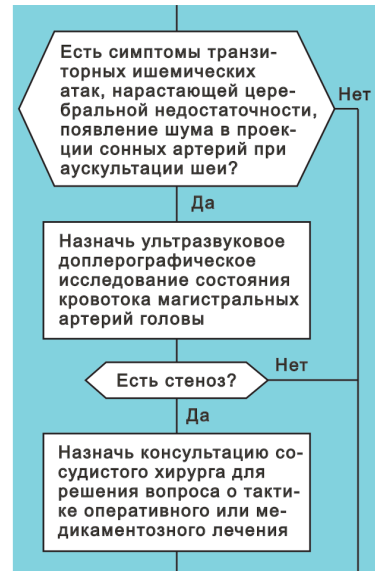 Есть симптомы транзи-
торных ишемических
атак, нарастающей цере-
бральной недостаточности,
появление шума в проек-
ции сонных артерий при
аускультации шеи?
Нет
Да
Назначь ультразвуковое
доплерографическое
исследование состояния
кровотока магистральных
артерий головы
Есть стеноз?
Нет
Да
Назначь консультацию со-
судистого хирурга для
решения вопроса о такти-
ке оперативного или ме-
дикаментозного лечения